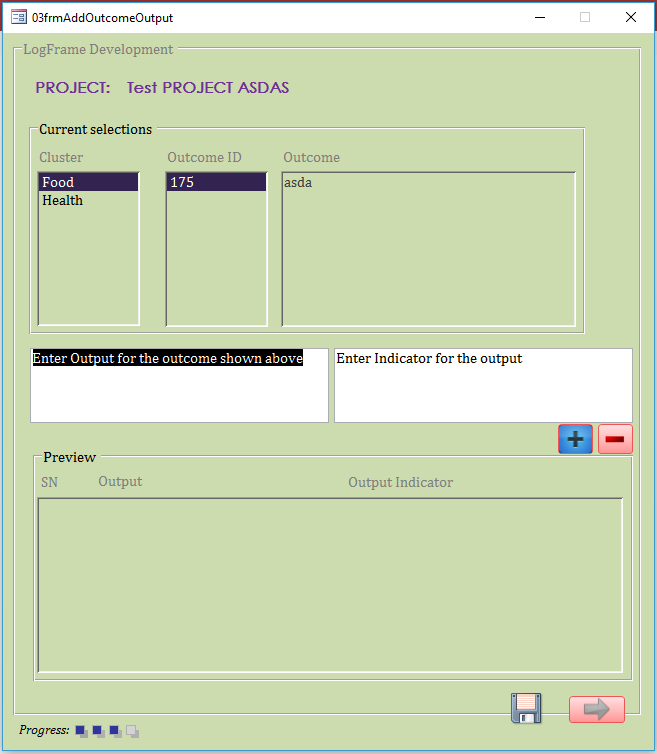 03frmAddOutcomeOutput
LogFrame Development
PROJECT: Test PROJECT ASDAS
Current selections
Cluster Outcome ID Outcome
Food 175 asda
Health
Enter Output for the outcome shown above Enter Indicator for the output
Preview
SN Output Output Indicator
Progress: